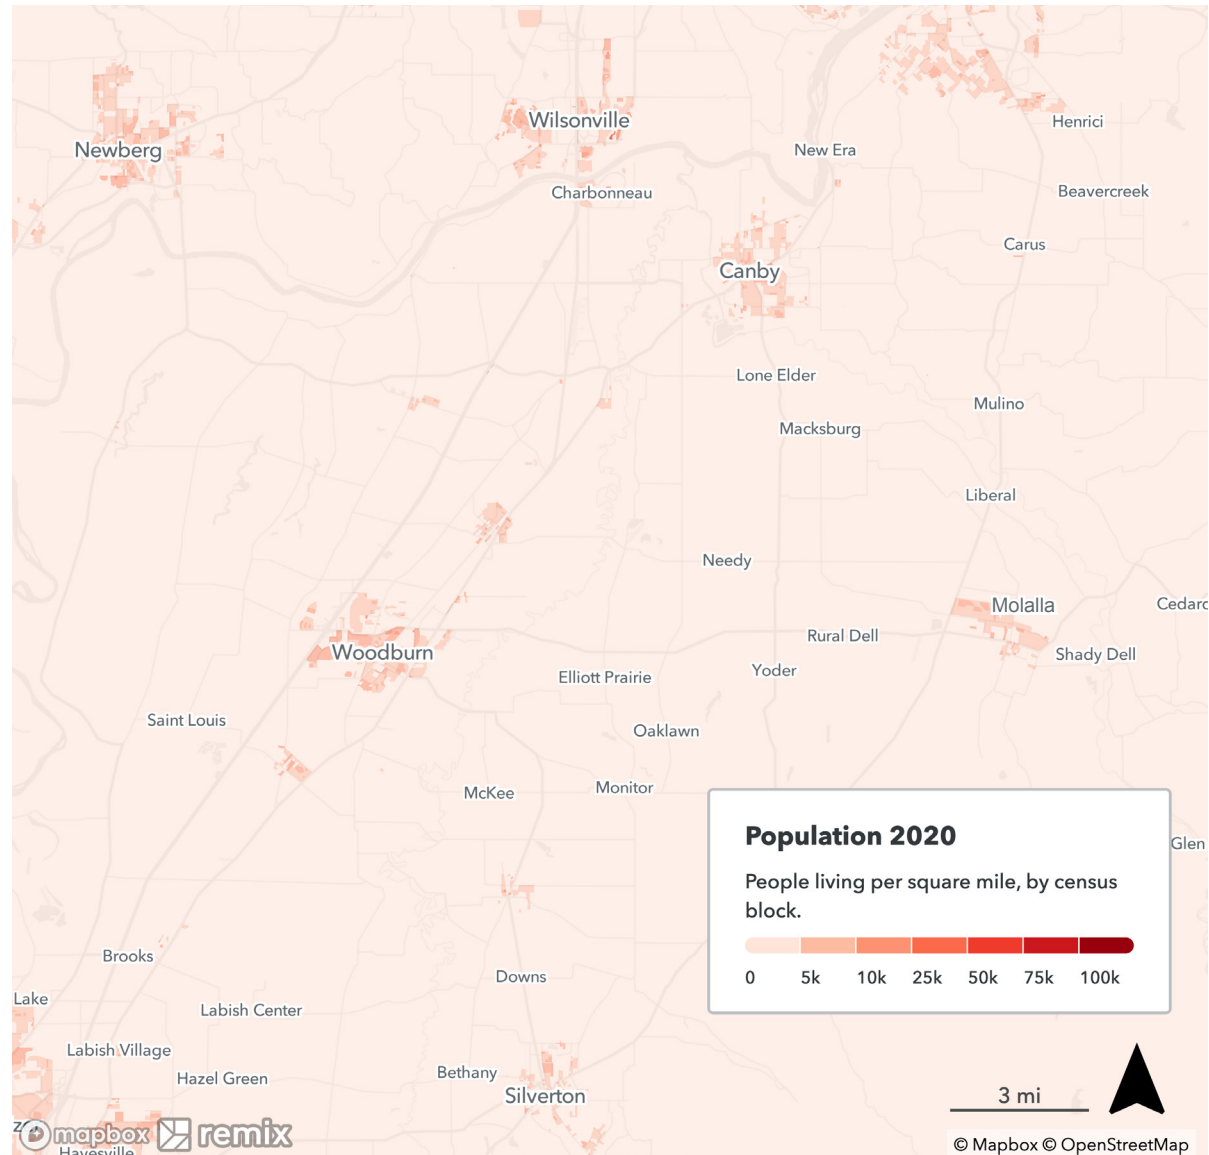 Wilsonville
Henrici
Newberg
New Era
Charbonneau
Beavercreek
Carus
Canby
Lone Elder
Mulino
Macksburg
Liberal
Needy
Molalla
Cedarc
Rural Dell
Woodburn
Shady Dell
Yoder
Elliott Prairie
Saint Louis
Oaklawn
Monitor
McKee
Population 2020
Glen
People living per square mile, by census
block.
0 5k 10k 25k 50k 75k 100k
Brooks
Downs
Lake
Labish Center
Labish Village
Bethany
Hazel Green
Silverton
3 mi
mapbox remix
© Mapbox © OpenStreetMap
Hayesville